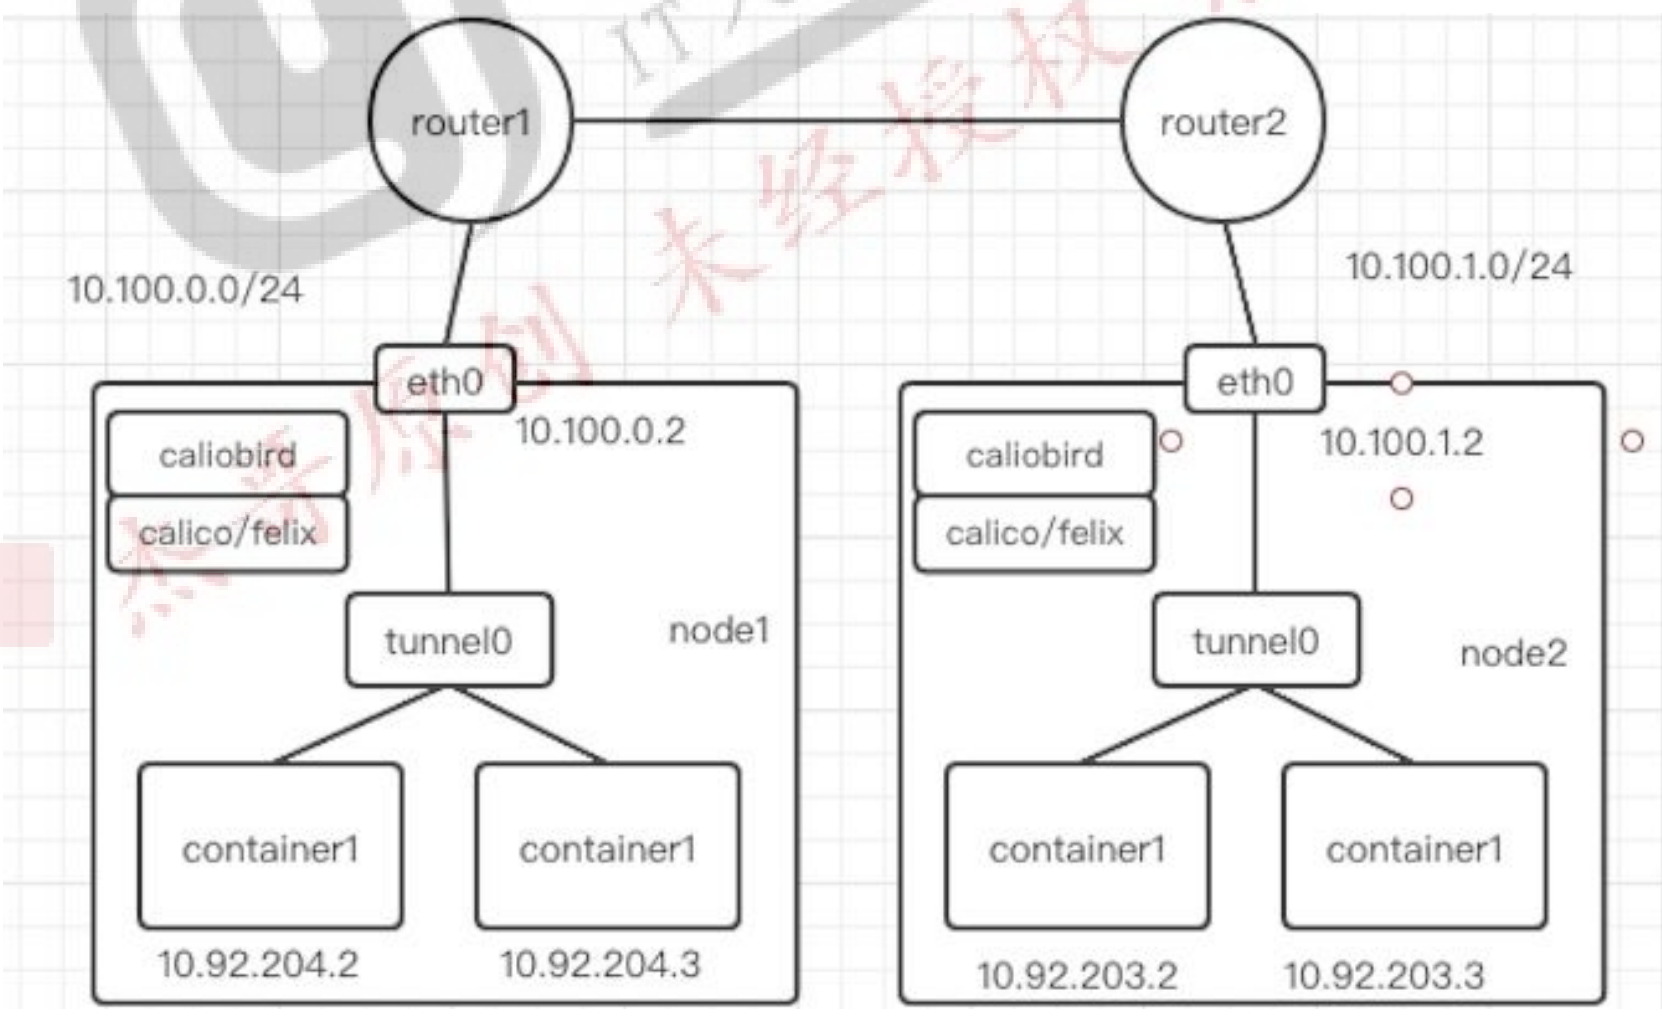 IT
router1
router2
10.100.0.0/24
10.100.1.0/24
eth0
10.100.0.2
caliobird
calico/felix
tunnel0
node1
container1
container1
10.92.204.2
10.92.204.3
eth0
10.100.1.2
caliobird
calico/felix
tunnel0
node2
container1
container1
10.92.203.2
10.92.203.3
杰哥原创 未经授权